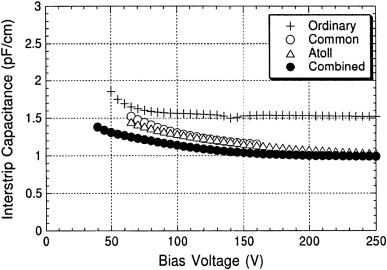 3
2.5
2
1.5
1
0.5
0
0
50
100
150
200
250
Interstrip Capacitance (pF/cm)
Bias Voltage (V)
Ordinary
Common
Atoll
Combined